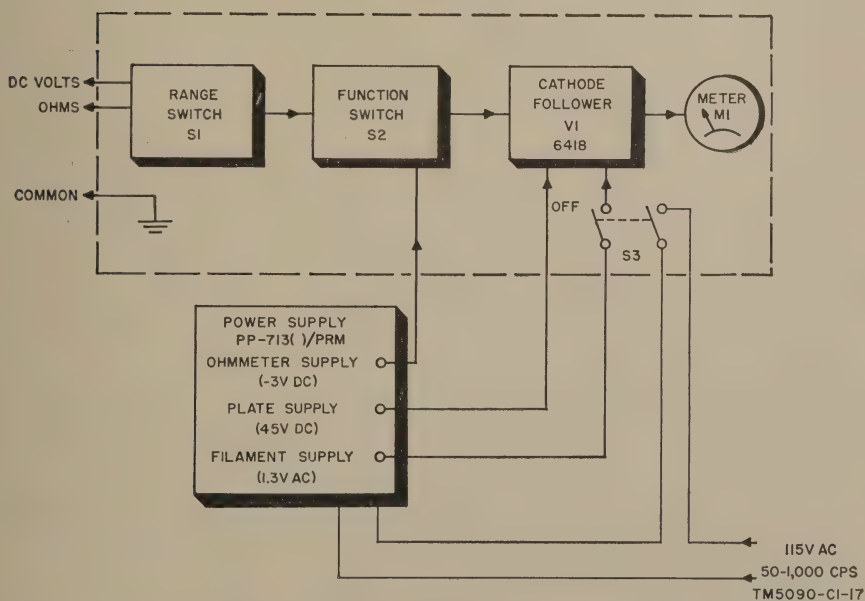 DC VOLTS
OHMS
COMMON
RANGE
SWITCH
S1
FUNCTION
SWITCH
S2
CATHODE
FOLLOWER
V1
6418
METER
M1
OFF
S3
POWER SUPPLY
PP-713( )/PRM
OHMMETER SUPPLY
(-3V DC)
PLATE SUPPLY
(45V DC)
FILAMENT SUPPLY
(1.3V AC)
115V AC
50-1,000 CPS
TM5090-C1-17